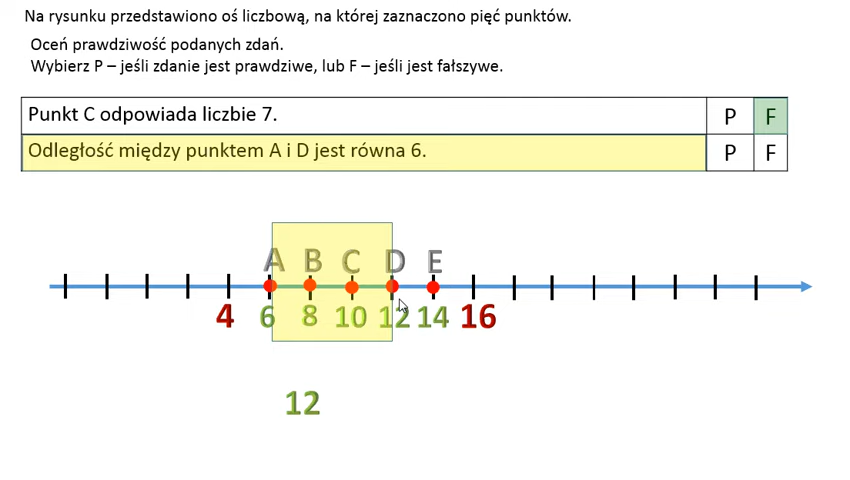 Na rysunku przedstawiono oś liczbową, na której zaznaczono pięć punktów.
Oceń prawdziwość podanych zdań.
Wybierz P – jeśli zdanie jest prawdziwe, lub F – jeśli jest fałszywe.
Punkt C odpowiada liczbie 7. P F
Odległość między punktem A i D jest równa 6. P F
A B C D E
4 6 8 10 12 14 16
12